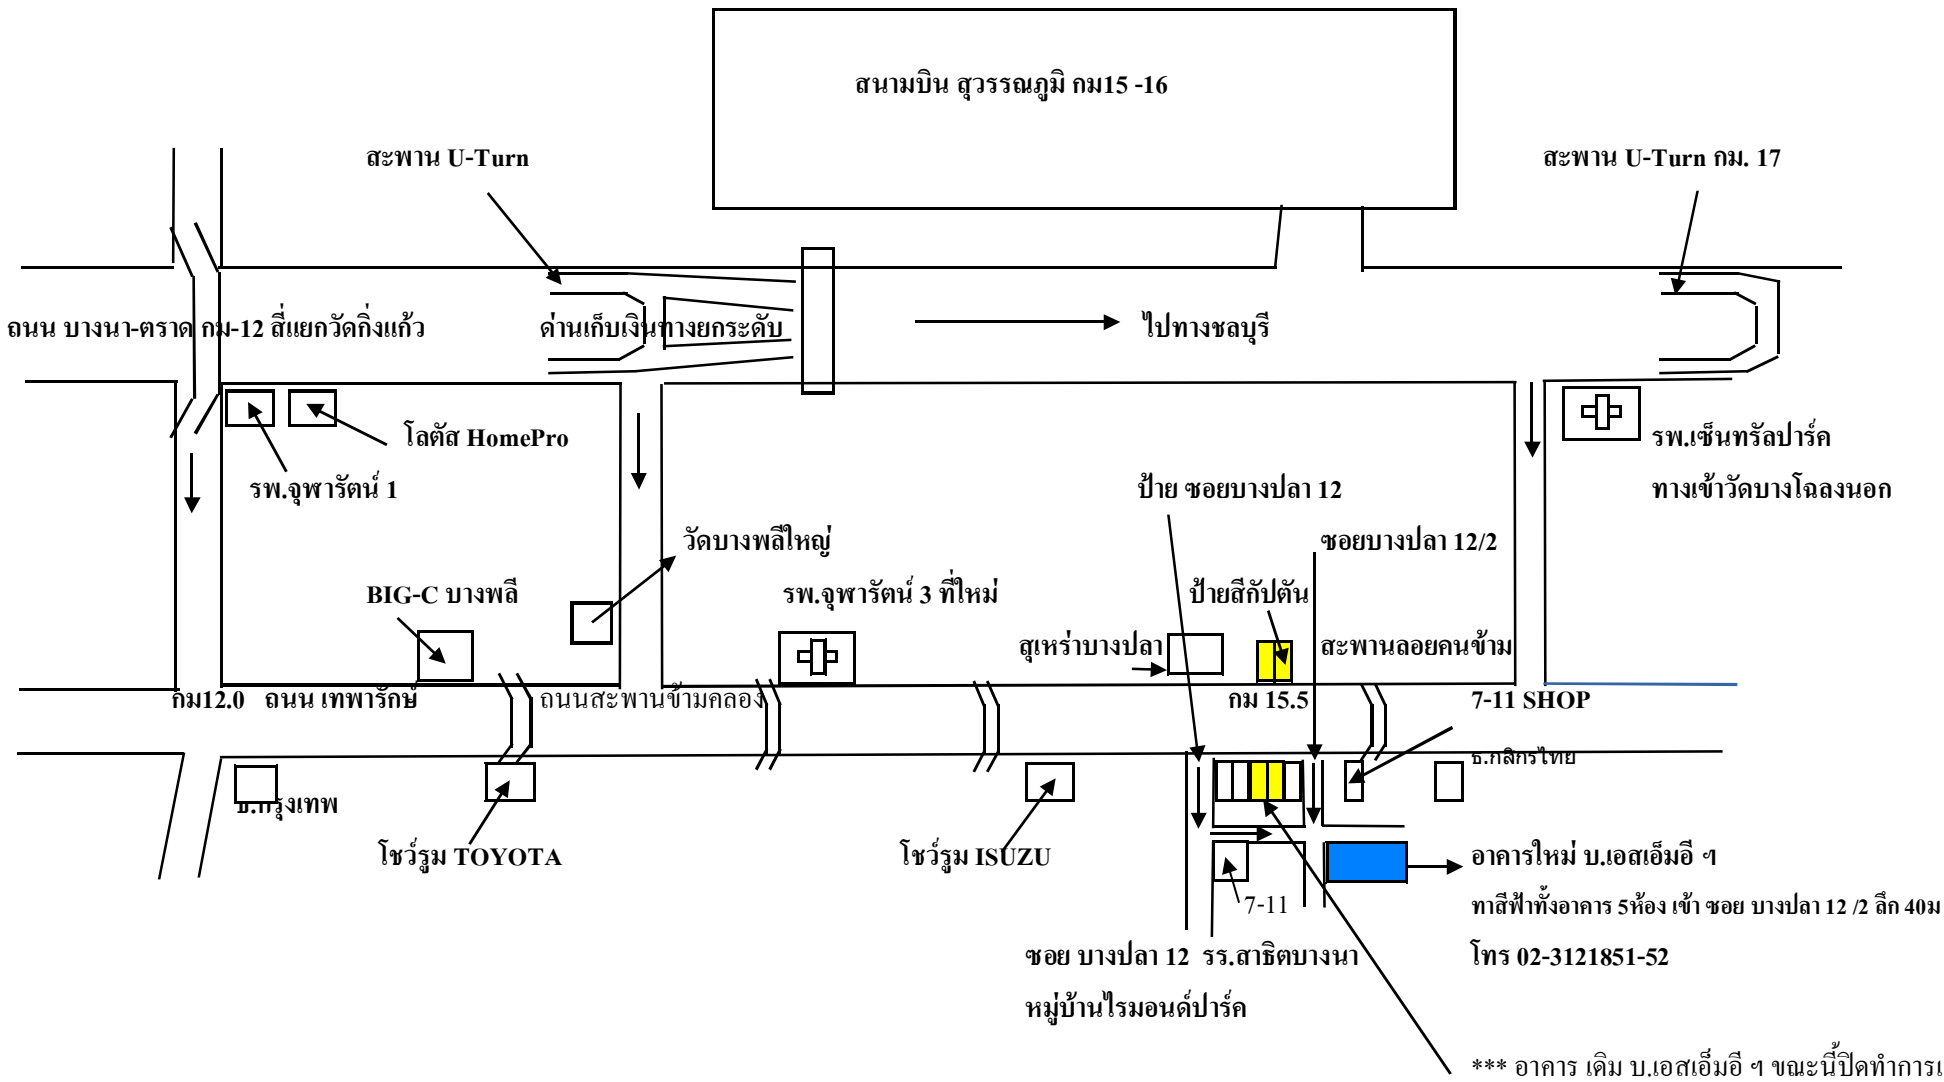 สนามบิน สุวรรณภูมิ กม15 -16
สะพาน U-Turn
สะพาน U-Turn กม. 17
ถนน บางนา-ตราด กม-12 สี่แยกวัดกิ่งแก้ว
ด่านเก็บเงินทางยกระดับ
ไปทางชลบุรี
โลตัส HomePro
รพ.เซ็นทรัลปาร์ค
รพ.จุฬารัตน์ 1
ป้าย ซอยบางปลา 12
ทางเข้าวัดบางโฉลงนอก
วัดบางพลีใหญ่
ซอยบางปลา 12/2
BIG-C บางพลี
รพ.จุฬารัตน์ 3 ที่ใหม่
ป้ายสีกัปตัน
สุเหร่าบางปลา
สะพานลอยคนข้าม
กม12.0 ถนน เทพารักษ์
ถนนสะพานข้ามคลอง
กม 15.5
7-11 SHOP
ธ.กสิกรไทย
ธ.กรุงเทพ
โชว์รูม TOYOTA
โชว์รูม ISUZU
อาคารใหม่ บ.เอสเอ็มอี ฯ
7-11
ทาสีฟ้าทั้งอาคาร 5ห้อง เข้า ซอย บางปลา 12 /2 ลึก 40ม
ซอย บางปลา 12 รร.สาธิตบางนา
โทร 02-3121851-52
หมู่บ้านไรมอนด์ปาร์ค
*** อาคาร เดิม บ.เอสเอ็มอี ฯ ขณะนี้ปิดทำการ